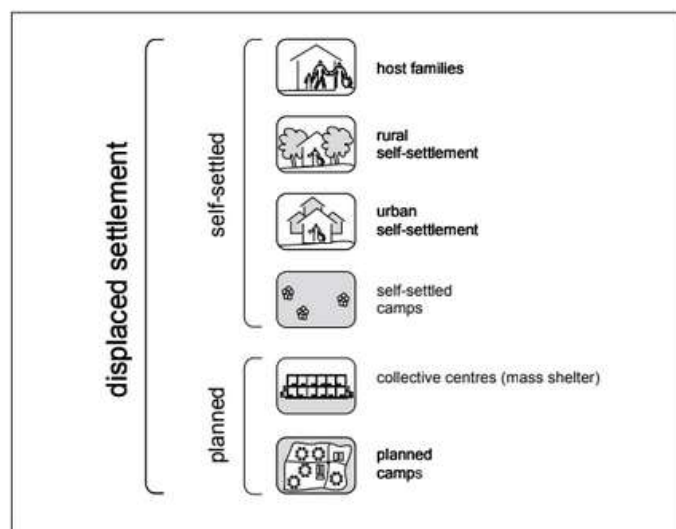 displaced settlement
self-settled
host families
rural
self-settlement
urban
self-settlement
self-settled
camps
planned
collective centres (mass shelter)
planned
camps